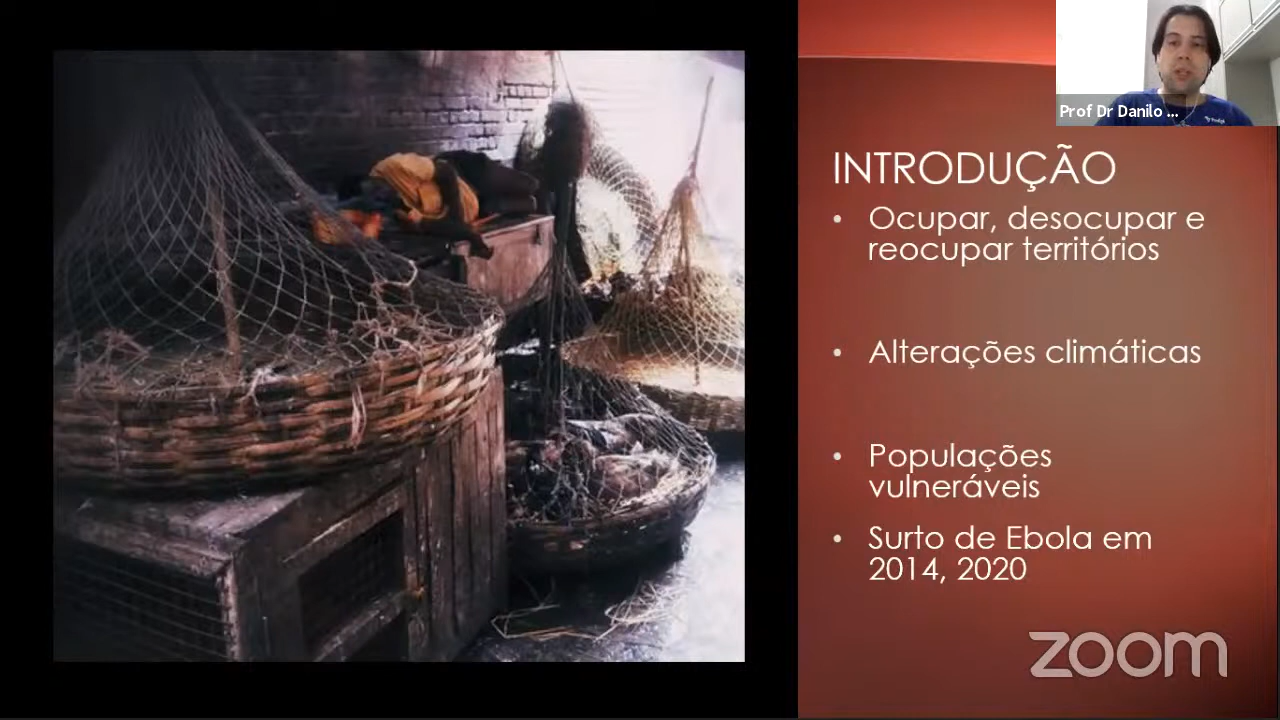 Prof Dr Danilo ...
INTRODUÇÃO
• Ocupar, desocupar e
reocupar territórios
• Alterações climáticas
• Populações
vulneráveis
• Surto de Ebola em
2014, 2020
zoom